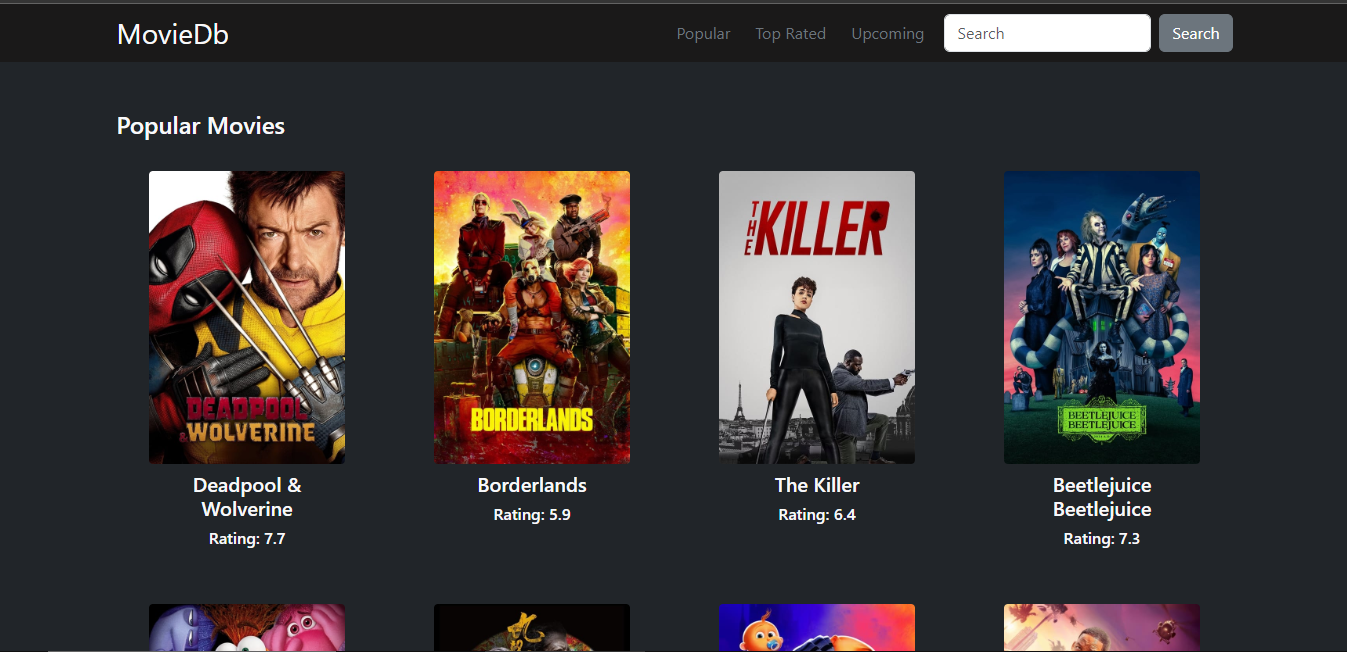 MovieDb
Popular
Top Rated
Upcoming
Search
Search
Popular Movies
DEADPOOL
& WOLVERINE
BORDERLANDS
THE KILLER
BEETLEJUICE
BEETLEJUICE
Deadpool &
Wolverine
Rating: 7.7
Borderlands
Rating: 5.9
The Killer
Rating: 6.4
Beetlejuice
Beetlejuice
Rating: 7.3